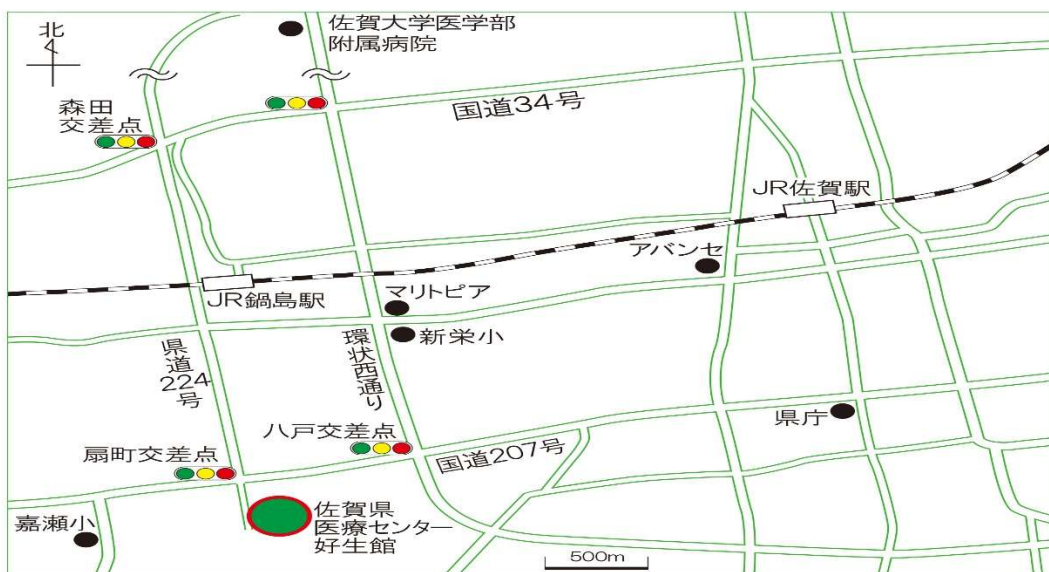 北
佐賀大学医学部
附属病院
森田
交差点
国道34号
JR佐賀駅
アバンセ
JR鍋島駅
マリトピア
新栄小
県道224号
環状西通り
県庁
八戸交差点
国道207号
扇町交差点
嘉瀬小
佐賀県
医療センター
好生館
500m